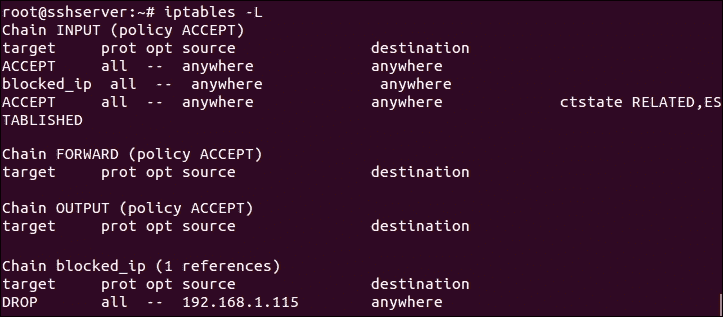 root@sshserver:~# iptables -L
Chain INPUT (policy ACCEPT)
target     prot opt source               destination
ACCEPT     all  --  anywhere             anywhere
blocked_ip  all  --  anywhere             anywhere
ACCEPT     all  --  anywhere             anywhere             ctstate RELATED,ES
TABLISHED
Chain FORWARD (policy ACCEPT)
target     prot opt source               destination
Chain OUTPUT (policy ACCEPT)
target     prot opt source               destination
Chain blocked_ip (1 references)
target     prot opt source               destination
DROP       all  --  192.168.1.115        anywhere